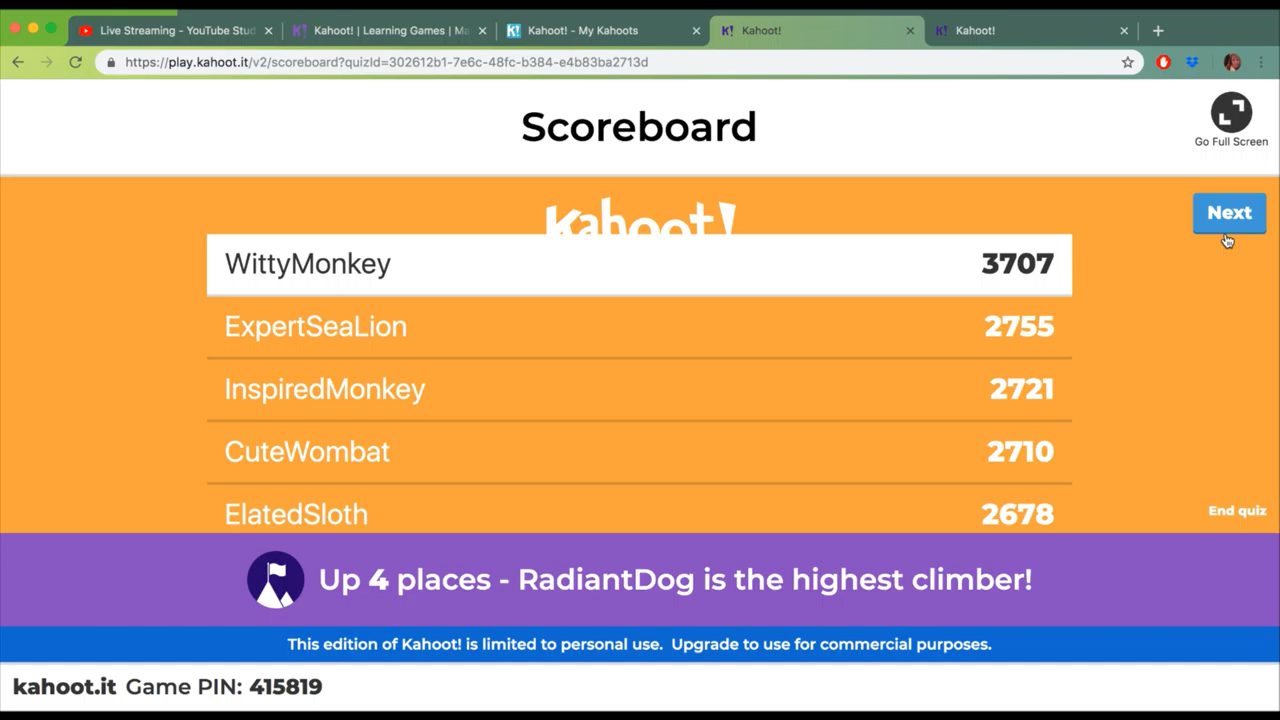 Live Streaming - YouTube Stud
Kahoot! | Learning Games | Ma
Kahoot! - My Kahoots
Kahoot!
Kahoot!
https://play.kahoot.it/v2/scoreboard?quizId=302612b1-7e6c-48fc-b384-e4b83ba2713d
Scoreboard
Go Full Screen
Kahoot!
Next
WittyMonkey 3707
ExpertSeaLion 2755
InspiredMonkey 2721
CuteWombat 2710
ElatedSloth 2678
End quiz
Up 4 places - RadiantDog is the highest climber!
This edition of Kahoot! is limited to personal use. Upgrade to use for commercial purposes.
kahoot.it Game PIN: 415819